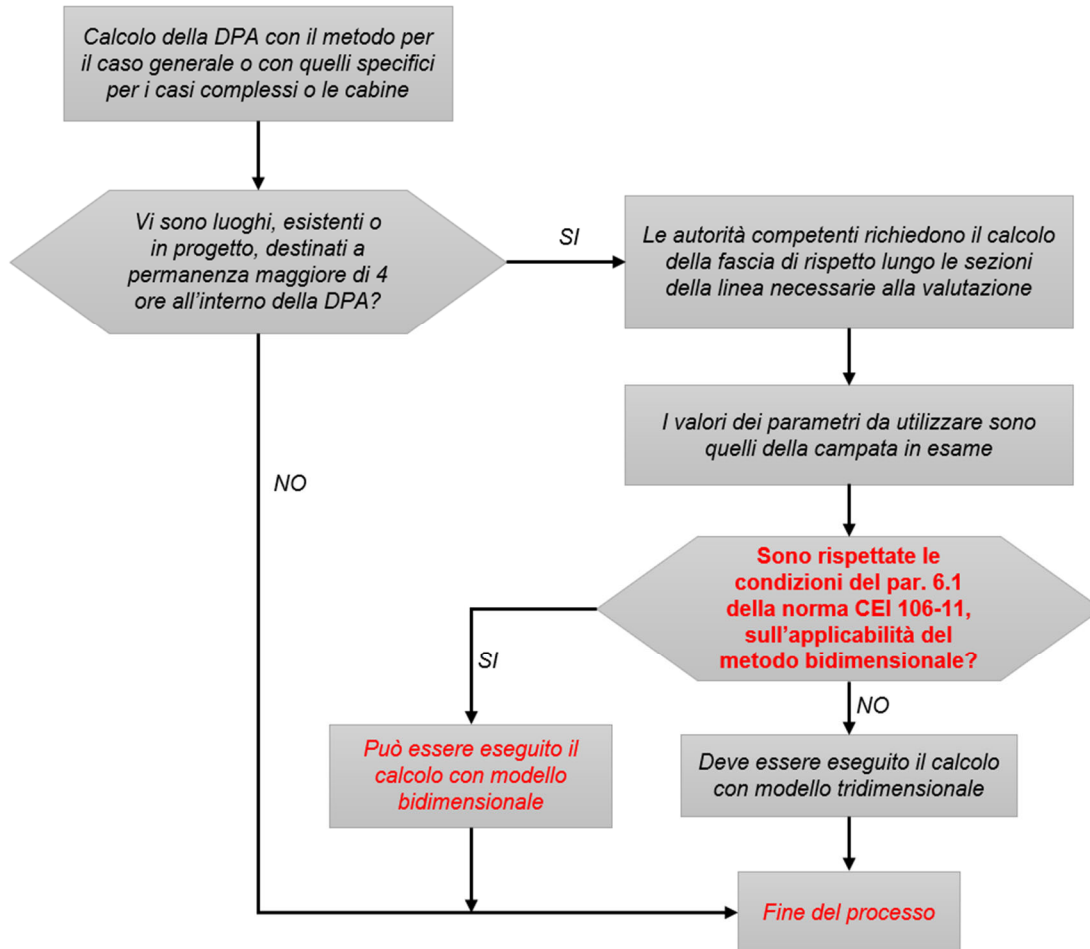 Calcolo della DPA con il metodo per
il caso generale o con quelli specifici
per i casi complessi o le cabine
Vi sono luoghi, esistenti o
in progetto, destinati a
permanenza maggiore di 4
ore all'interno della DPA?
SI
Le autorità competenti richiedono il calcolo
della fascia di rispetto lungo le sezioni
della linea necessarie alla valutazione
I valori dei parametri da utilizzare sono
quelli della campata in esame
NO
Sono rispettate le
condizioni del par. 6.1
della norma CEI 106-11,
sull'applicabilità del
metodo bidimensionale?
SI
NO
Può essere eseguito il
calcolo con modello
bidimensionale
Deve essere eseguito il calcolo
con modello tridimensionale
Fine del processo